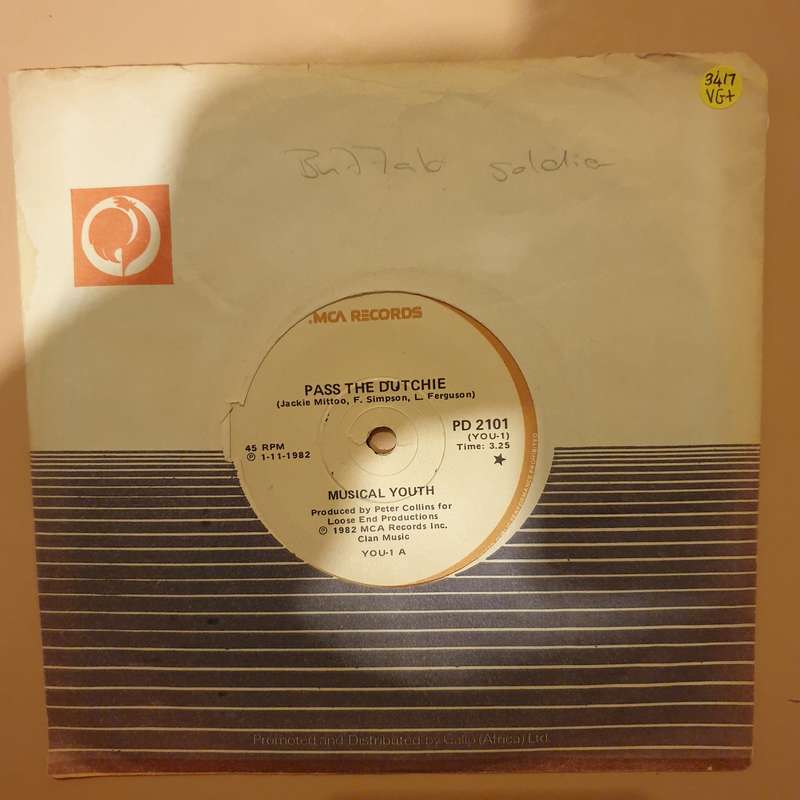 3417
VG+
Buffalo soldier
MCA RECORDS
PASS THE DUTCHIE
(Jackie Mittoo, F. Simpson, L. Ferguson)
PD 2101
(YOU-1)
Time: 3.25
45 RPM
℗ 1-11-1982
MUSICAL YOUTH
Produced by Peter Collins for
Loose End Productions
℗ 1982 MCA Records Inc.
Clan Music
YOU-1 A
PERFORMANCE PROHIBITED
Promoted and Distributed by Gallo (Africa) Ltd.